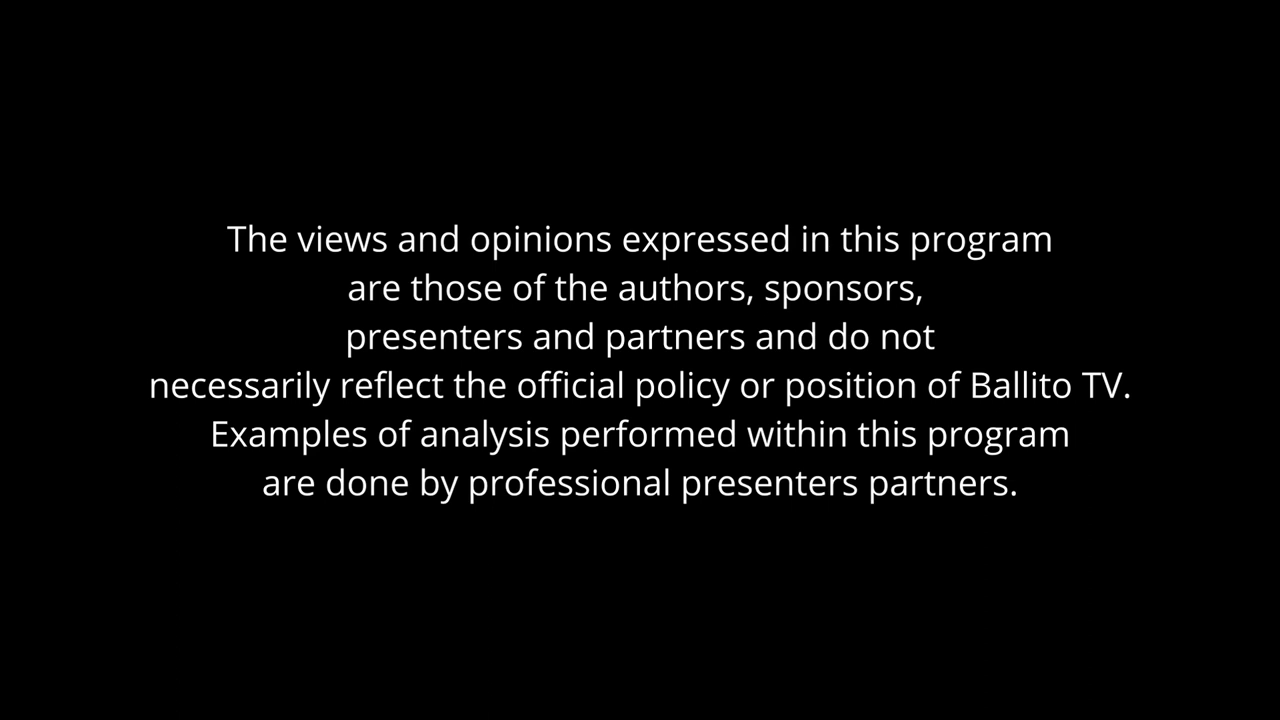 The views and opinions expressed in this program
are those of the authors, sponsors,
presenters and partners and do not
necessarily reflect the official policy or position of Ballito TV.
Examples of analysis performed within this program
are done by professional presenters partners.